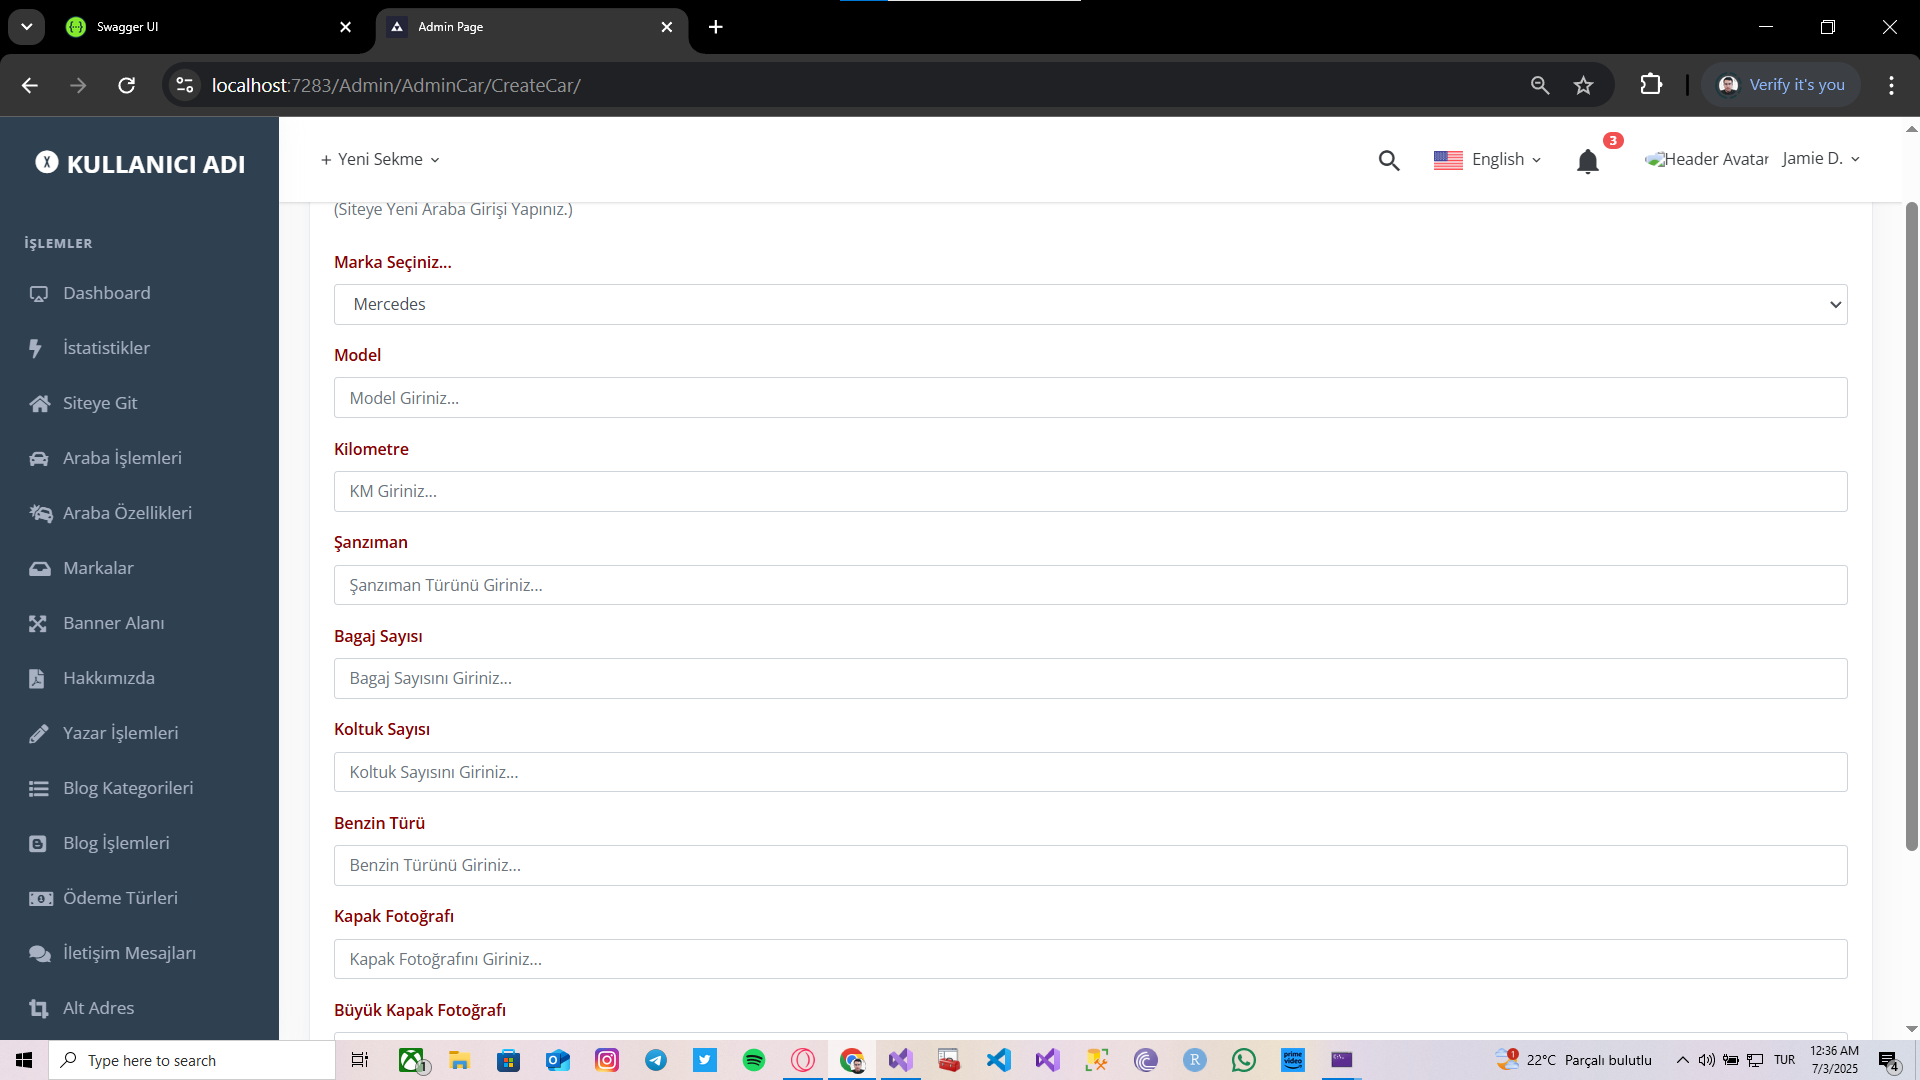 Swagger UI
Admin Page
localhost:7283/Admin/AdminCar/CreateCar/
Verify it's you
X KULLANICI ADI
+ Yeni Sekme
English
3
Header Avatar
Jamie D.
İŞLEMLER
Dashboard
İstatistikler
Siteye Git
Araba İşlemleri
Araba Özellikleri
Markalar
Banner Alanı
Hakkımızda
Yazar İşlemleri
Blog Kategorileri
Blog İşlemleri
Ödeme Türleri
İletişim Mesajları
Alt Adres
(Siteye Yeni Araba Girişi Yapınız.)
Marka Seçiniz...
Mercedes
Model
Model Giriniz...
Kilometre
KM Giriniz...
Şanzıman
Şanzıman Türünü Giriniz...
Bagaj Sayısı
Bagaj Sayısını Giriniz...
Koltuk Sayısı
Koltuk Sayısını Giriniz...
Benzin Türü
Benzin Türünü Giriniz...
Kapak Fotoğrafı
Kapak Fotoğrafını Giriniz...
Büyük Kapak Fotoğrafı
Type here to search
1
R
prime video
1
22°C Parçalı bulutlu
TUR
12:36 AM
7/3/2025
4